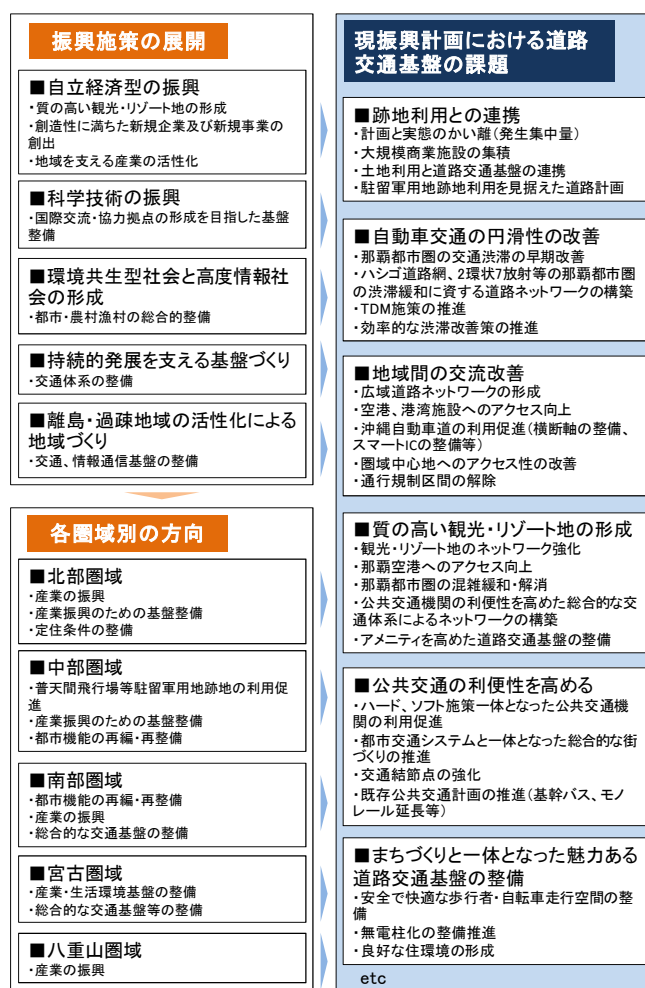 振興施策の展開
■自立経済型の振興
・質の高い観光・リゾート地の形成
・創造性に満ちた新規企業及び新規事業の
創出
・地域を支える産業の活性化
■科学技術の振興
・国際交流・協力拠点の形成を目指した基盤
整備
■環境共生型社会と高度情報社
会の形成
・都市・農村漁村の総合的整備
■持続的発展を支える基盤づくり
・交通体系の整備
■離島・過疎地域の活性化による
地域づくり
・交通、情報通信基盤の整備
各圏域別の方向
■北部圏域
・産業の振興
・産業振興のための基盤整備
・定住条件の整備
■中部圏域
・普天間飛行場等駐留軍用地跡地の利用促
進
・産業振興のための基盤整備
・都市機能の再編・再整備
■南部圏域
・都市機能の再編・再整備
・産業の振興
・総合的な交通基盤の整備
■宮古圏域
・産業・生活環境基盤の整備
・総合的な交通基盤等の整備
■八重山圏域
・産業の振興
現振興計画における道路
交通基盤の課題
■跡地利用との連携
・計画と実態のかい離(発生集中量)
・大規模商業施設の集積
・土地利用と道路交通基盤の連携
・駐留軍用地跡地利用を見据えた道路計画
■自動車交通の円滑性の改善
・那覇都市圏の交通渋滞の早期改善
・ハシゴ道路網、2環状7放射等の那覇都市圏
の渋滞緩和に資する道路ネットワークの構築
・TDM施策の推進
・効率的な渋滞改善策の推進
■地域間の交流改善
・広域道路ネットワークの形成
・空港、港湾施設へのアクセス向上
・沖縄自動車道の利用促進(横断軸の整備、
スマートICの整備等)
・圏域中心地へのアクセス性の改善
・通行規制区間の解除
■質の高い観光・リゾート地の形成
・観光・リゾート地のネットワーク強化
・那覇空港へのアクセス向上
・那覇都市圏の混雑緩和・解消
・公共交通機関の利便性を高めた総合的な交
通体系によるネットワークの構築
・アメニティを高めた道路交通基盤の整備
■公共交通の利便性を高める
・ハード、ソフト施策一体となった公共交通機
関の利用促進
・都市交通システムと一体となった総合的な街
づくりの推進
・交通結節点の強化
・既存公共交通計画の推進(基幹バス、モノ
レール延長等)
■まちづくりと一体となった魅力ある
道路交通基盤の整備
・安全で快適な歩行者・自転車走行空間の整
備
・無電柱化の整備推進
・良好な住環境の形成
etc